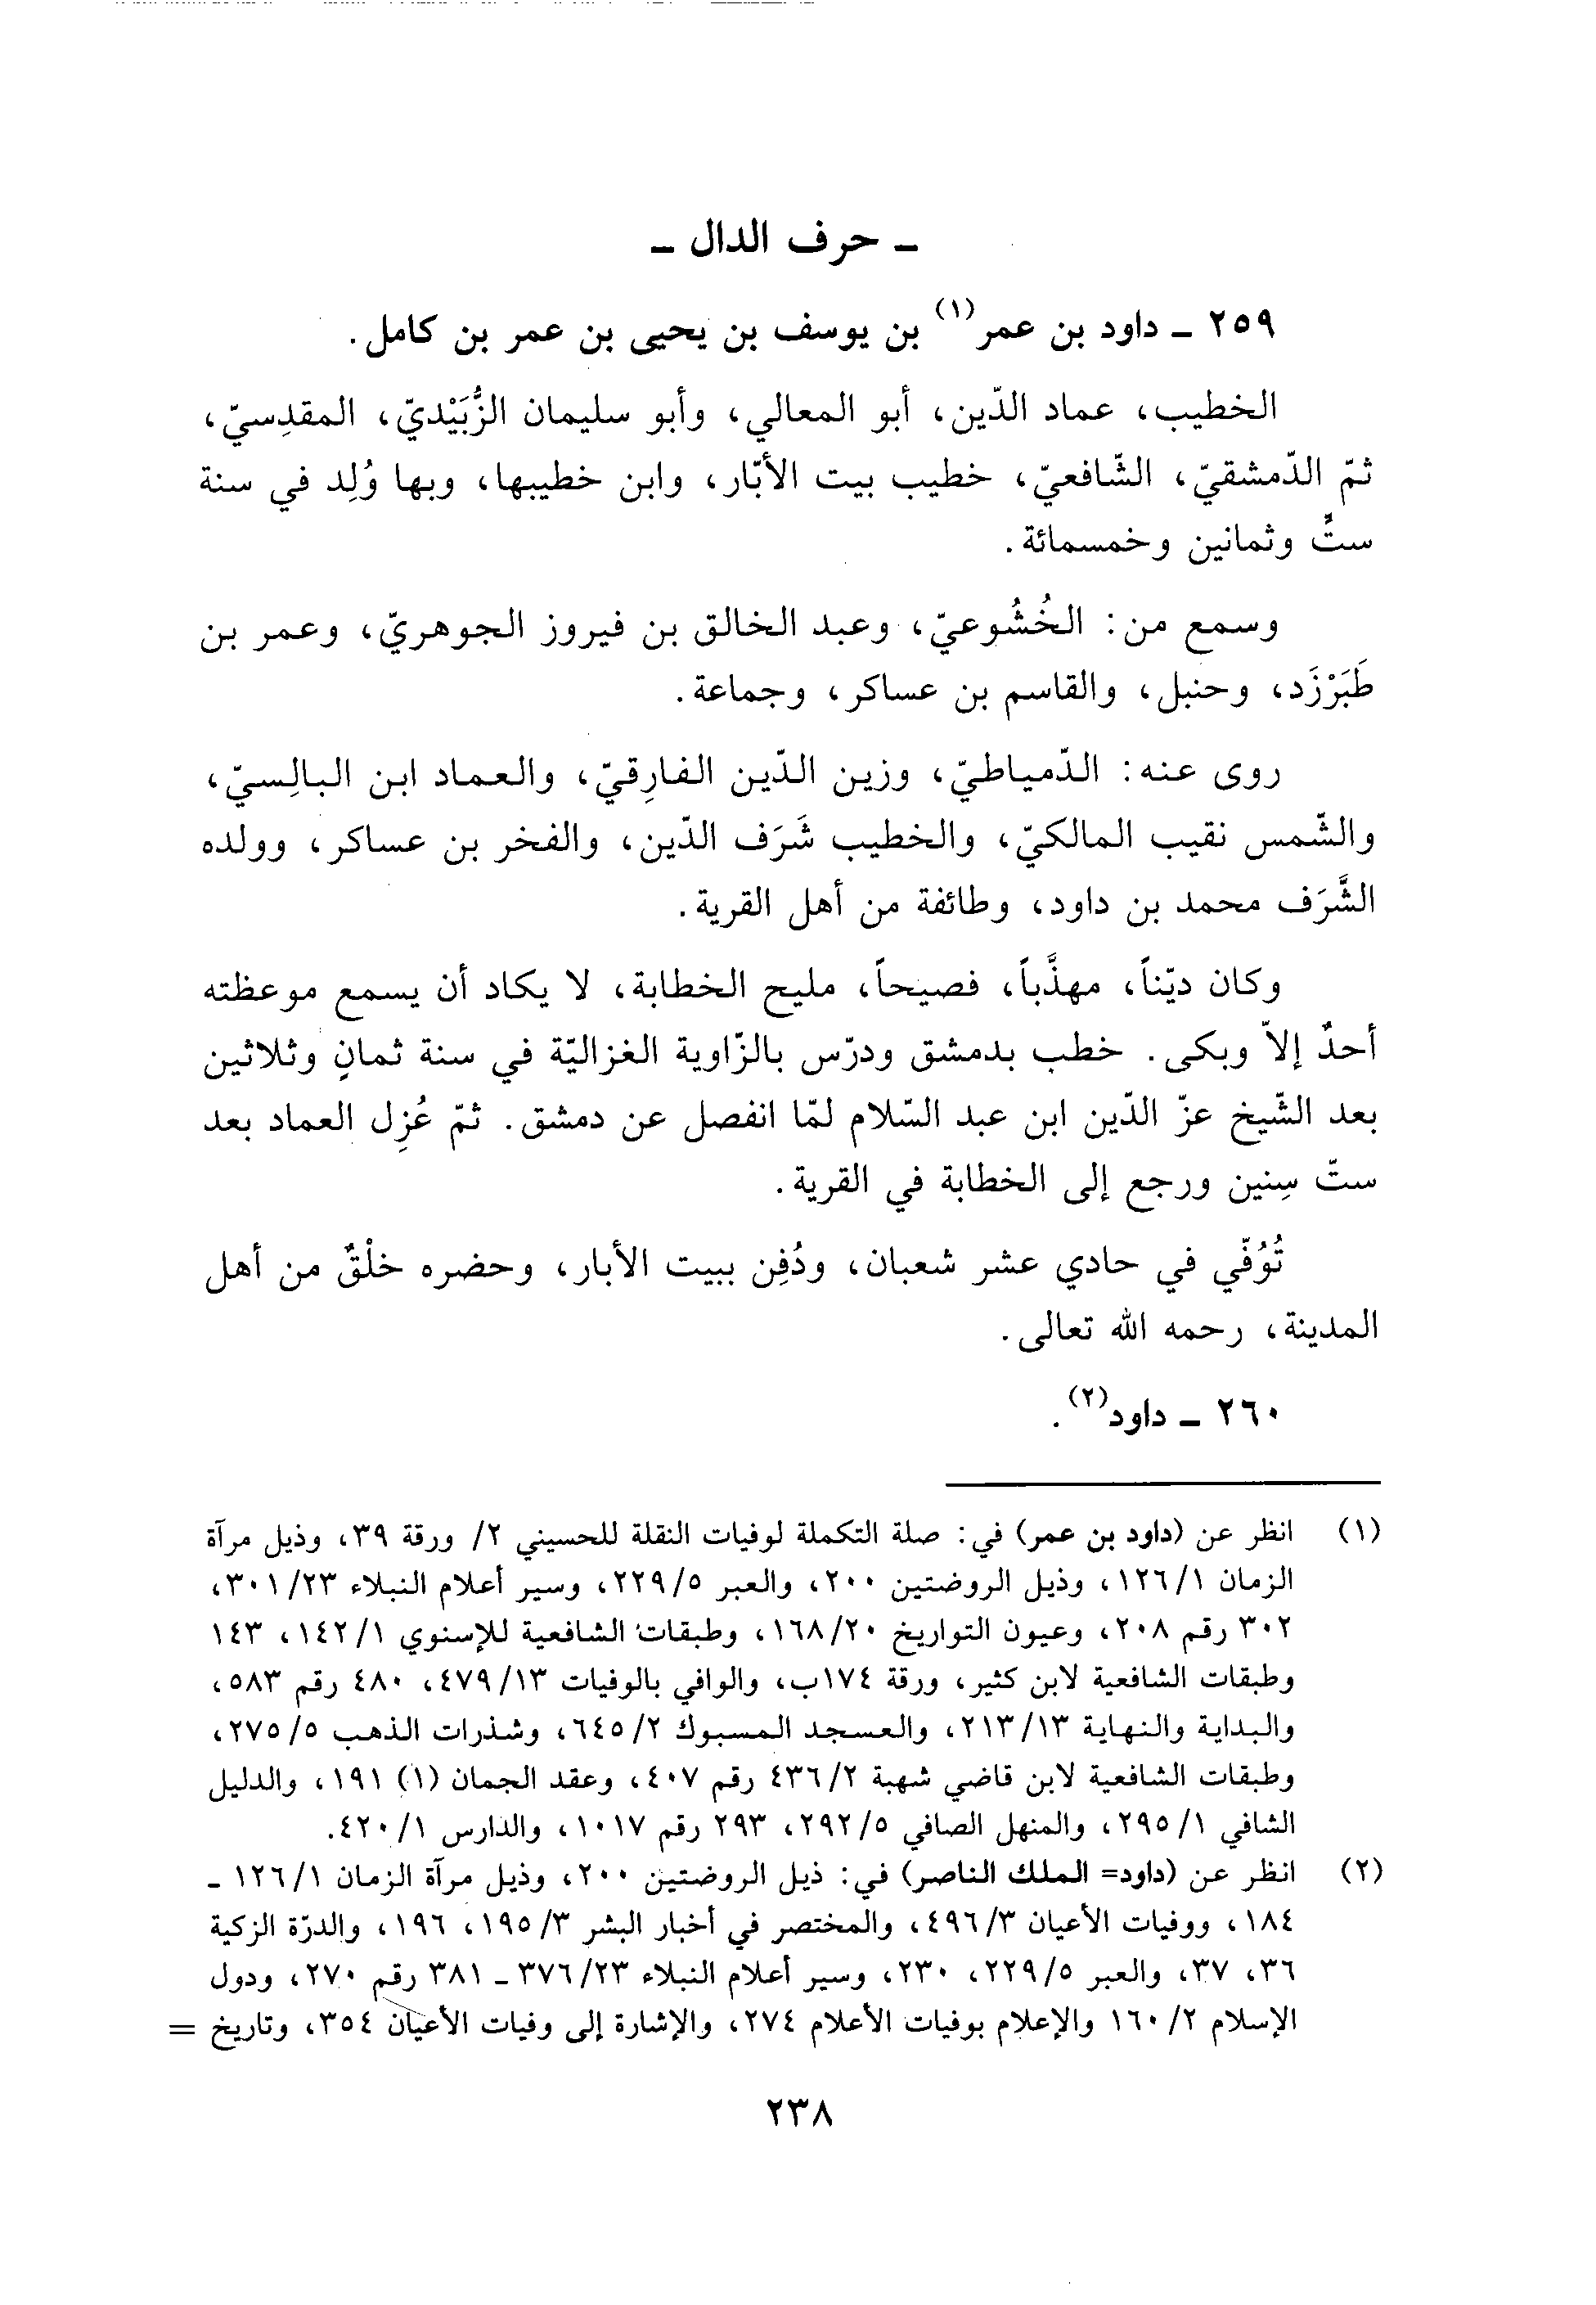 ـ حرف الدال ـ
٢٥٩ ـ داود بن عمر(١) بن يوسف بن يحيى بن عمر بن كامل.
الخطيب، عماد الدّين، أبو المعالي، وأبو سليمان الزُّبَيْديّ، المقدِسيّ،
ثمّ الدّمشقيّ، الشّافعيّ، خطيب بيت الأبّار، وابن خطيبها، وبها وُلِد في سنة
ستٍّ وثمانين وخمسمائة.
وسمع من: الخُشُوعيّ، وعبد الخالق بن فيروز الجوهريّ، وعمر بن
طَبَرْزَد، وحنبل، والقاسم بن عساكر، وجماعة.
روى عنه: الدّمياطيّ، وزين الدّين الفارِقيّ، والعماد ابن البالِسيّ،
والشّمس نقيب المالكيّ، والخطيب شَرَف الدّين، والفخر بن عساكر، وولده
الشَّرَف محمد بن داود، وطائفة من أهل القرية.
وكان ديّناً، مهذَّباً، فصيحاً، مليح الخطابة، لا يكاد أن يسمع موعظته
أحدٌ إلاّ وبكى. خطب بدمشق ودرّس بالزّاوية الغزاليّة في سنة ثمانٍ وثلاثين
بعد الشّيخ عزّ الدّين ابن عبد السّلام لمّا انفصل عن دمشق. ثمّ عُزِل العماد بعد
ستّ سِنين ورجع إلى الخطابة في القرية.
تُوُفّي في حادي عشر شعبان، ودُفِن ببيت الأبار، وحضره خلْقٌ من أهل
المدينة، رحمه الله تعالى.
٢٦٠ ـ داود(٢).
(١) انظر عن (داود بن عمر) في: صلة التكملة لوفيات النقلة للحسيني ٢/ ورقة ٣٩، وذيل مرآة
الزمان ١/١٢٦، وذيل الروضتين ٢٠٠، والعبر ٥/٢٢٩، وسير أعلام النبلاء ٢٣/٣٠١،
٣٠٢ رقم ٢٠٨، وعيون التواريخ ٢٠/١٦٨، وطبقات الشافعية للإسنوي ١/١٤٢، ١٤٣
وطبقات الشافعية لابن كثير، ورقة ١٧٤ب، والوافي بالوفيات ١٣/٤٧٩، ٤٨٠ رقم ٥٨٣،
والبداية والنهاية ١٣/٢١٣، والعسجد المسبوك ٢/٦٤٥، وشذرات الذهب ٥/٢٧٥،
وطبقات الشافعية لابن قاضي شهبة ٢/٤٣٦ رقم ٤٠٧، وعقد الجمان (١) ١٩١، والدليل
الشافي ١/٢٩٥، والمنهل الصافي ٥/٢٩٢، ٢٩٣ رقم ١٠١٧، والدارس ١/٤٢٠.
(٢) انظر عن (داود= الملك الناصر) في: ذيل الروضتين ٢٠٠، وذيل مرآة الزمان ١/١٢٦ ـ
١٨٤، ووفيات الأعيان ٣/٤٩٦، والمختصر في أخبار البشر ٣/١٩٥، ١٩٦، والدرّة الزكية
٣٦، ٣٧، والعبر ٥/٢٢٩، ٢٣٠، وسير أعلام النبلاء ٢٣/٣٧٦ ـ ٣٨١ رقم ٢٧٠، ودول
الإسلام ٢/١٦٠ والإعلام بوفيات الأعلام ٢٧٤، والإشارة إلى وفيات الأعيان ٣٥٤، وتاريخ =
٢٣٨